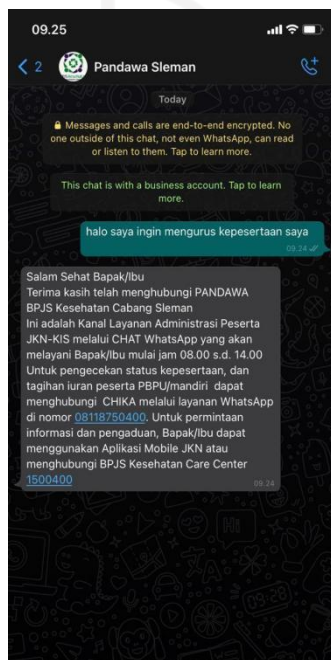 09.25
2 Pandawa Sleman
Today
Messages and calls are end-to-end encrypted. No
one outside of this chat, not even WhatsApp, can read
or listen to them. Tap to learn more.
This chat is with a business account. Tap to learn
more.
halo saya ingin mengurus kepesertaan saya
09.24
Salam Sehat Bapak/Ibu
Terima kasih telah menghubungi PANDAWA
BPJS Kesehatan Cabang Sleman
Ini adalah Kanal Layanan Administrasi Peserta
JKN-KIS melalui CHAT WhatsApp yang akan
melayani Bapak/Ibu mulai jam 08.00 s.d. 14.00
Untuk pengecekan status kepesertaan, dan
tagihan iuran peserta PBPU/mandiri dapat
menghubungi CHIKA melalui layanan WhatsApp
di nomor 08118750400. Untuk permintaan
informasi dan pengaduan, Bapak/Ibu dapat
menggunakan Aplikasi Mobile JKN atau
menghubungi BPJS Kesehatan Care Center
1500400
09.24